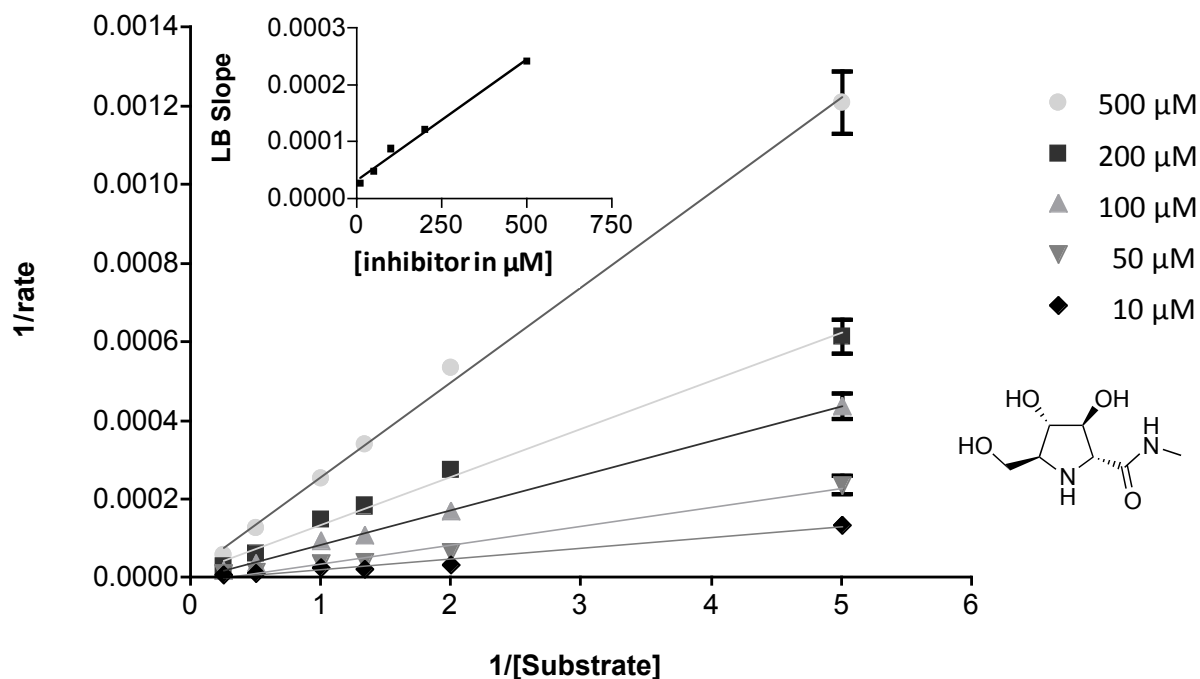 0.0014
0.0012
0.0010
0.0008
0.0006
0.0004
0.0002
0.0000
1/rate
0 1 2 3 4 5 6
1/[Substrate]
0.0003
0.0002
0.0001
0.0000
LB Slope
0 250 500 750
[inhibitor in µM]
500 µM
200 µM
100 µM
50 µM
10 µM
HO OH
HO H
N
N
H O